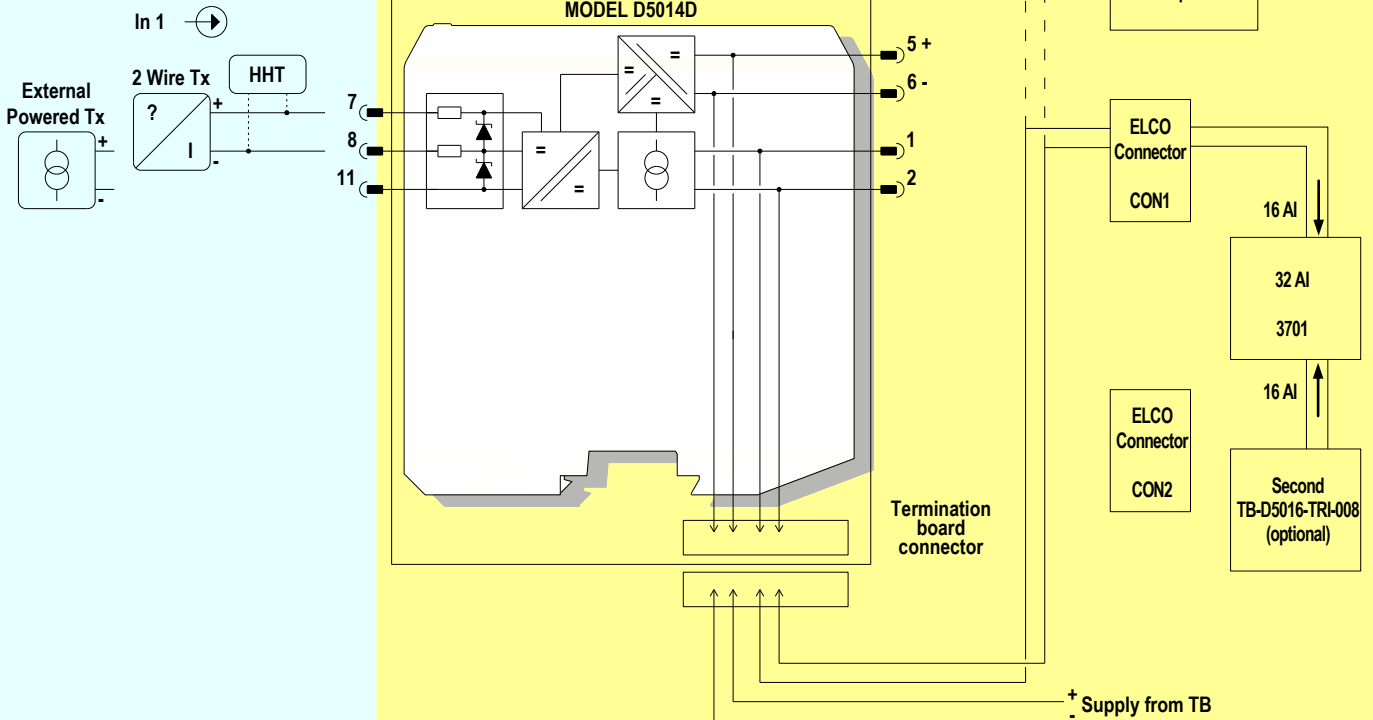 MODEL D5014D
In 1
External
Powered Tx
+
-
2 Wire Tx
?
I
+
-
HHT
7
8
11
=
=
=
=
=
5 +
6 -
1
2
ELCO
Connector
CON1
16 AI
32 AI
3701
16 AI
ELCO
Connector
CON2
Second
TB-D5016-TRI-008
(optional)
Termination
board
connector
+
-
Supply from TB